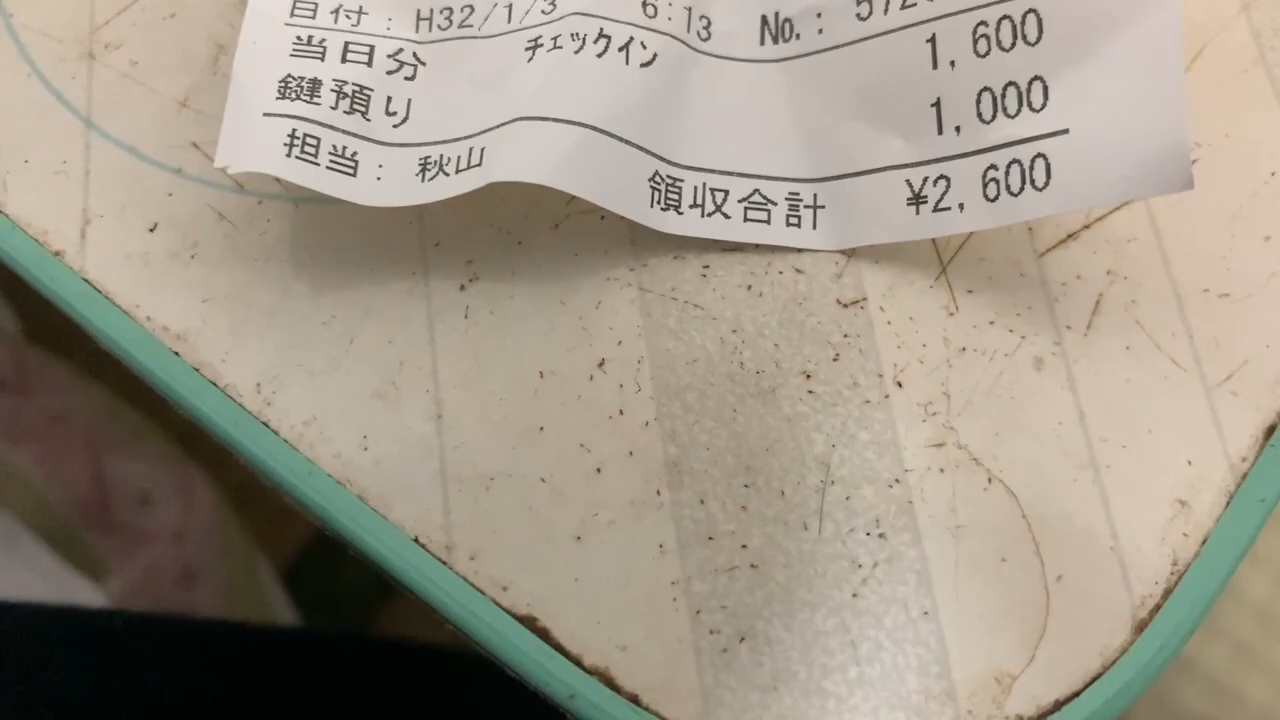 日付: H32/1/3 6:13 No.:
当日分 チェックイン 1,600
鍵預り 1,000
担当: 秋山
領収合計 ¥2,600